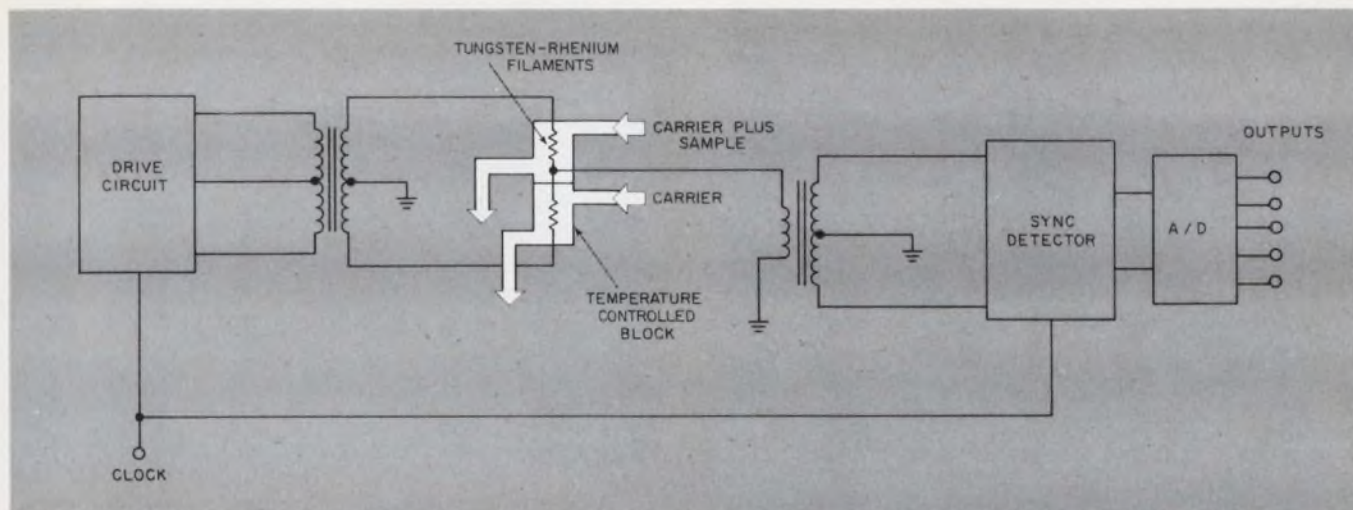 TUNGSTEN-RHENIUM
FILAMENTS
DRIVE
CIRCUIT
CARRIER PLUS
SAMPLE
CARRIER
TEMPERATURE
CONTROLLED
BLOCK
SYNC
DETECTOR
A/D
OUTPUTS
CLOCK